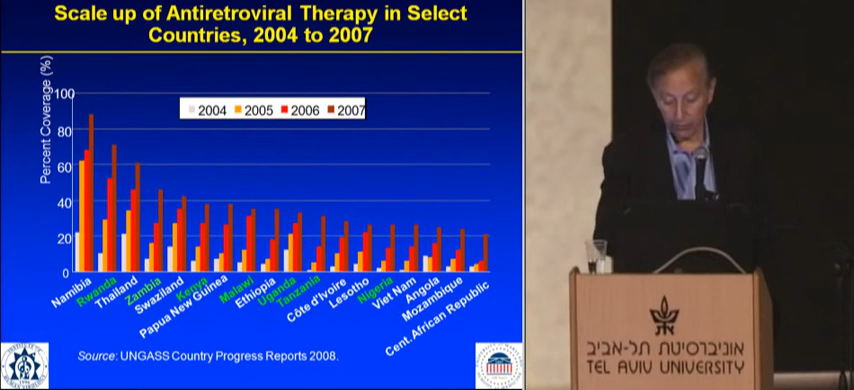 Scale up of Antiretroviral Therapy in Select
Countries, 2004 to 2007
Percent Coverage (%)
100
80
60
40
20
0
2004 2005 2006 2007
Namibia
Rwanda
Thailand
Zambia
Swaziland
Kenya
Papua New Guinea
Malawi
Ethiopia
Uganda
Tanzania
Côte d'Ivoire
Lesotho
Nigeria
Viet Nam
Angola
Mozambique
Cent. African Republic
Source: UNGASS Country Progress Reports 2008.
אוניברסיטת תל-אביב
TEL AVIV UNIVERSITY